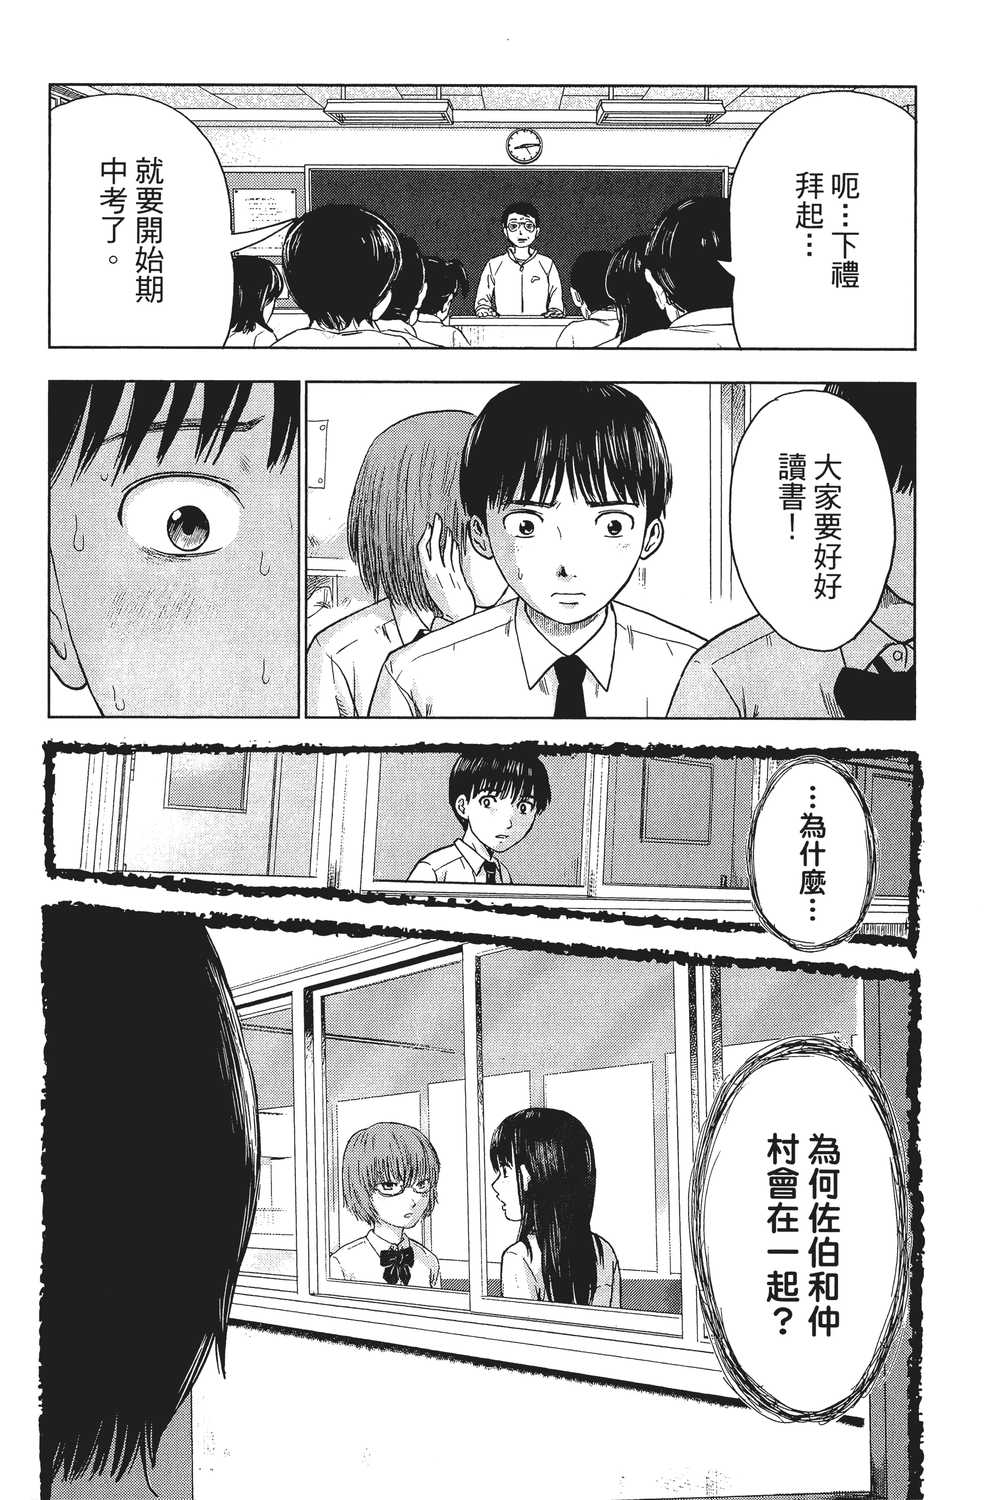 呃…下禮
拜起…
就要開始期
中考了。
大家要好好
讀書！
…為什麼…
為何佐伯和仲
村會在一起？